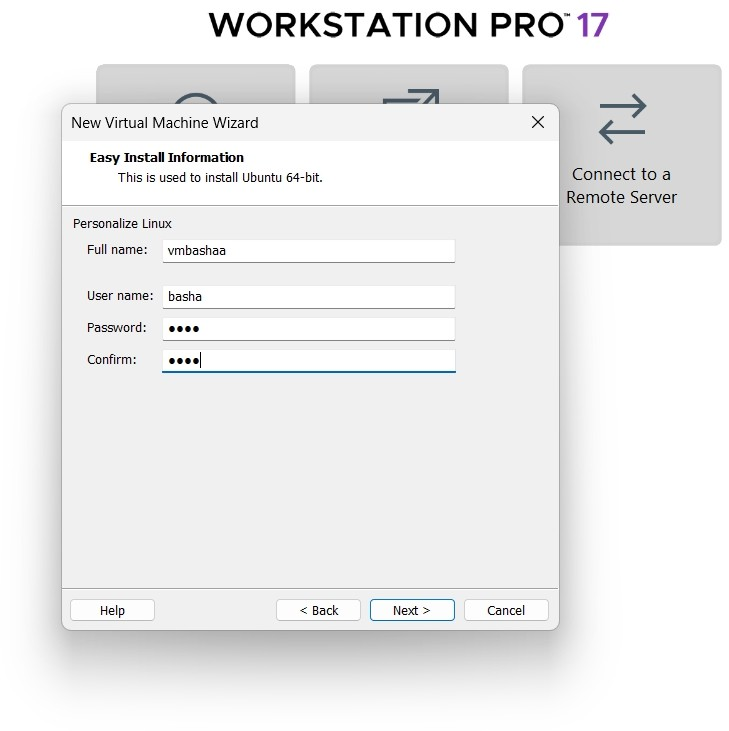 WORKSTATION PRO™ 17
Connect to a
Remote Server
New Virtual Machine Wizard
Easy Install Information
This is used to install Ubuntu 64-bit.
Personalize Linux
Full name: vmbashaa
User name: basha
Password: ●●●●
Confirm: ●●●●
Help < Back Next > Cancel